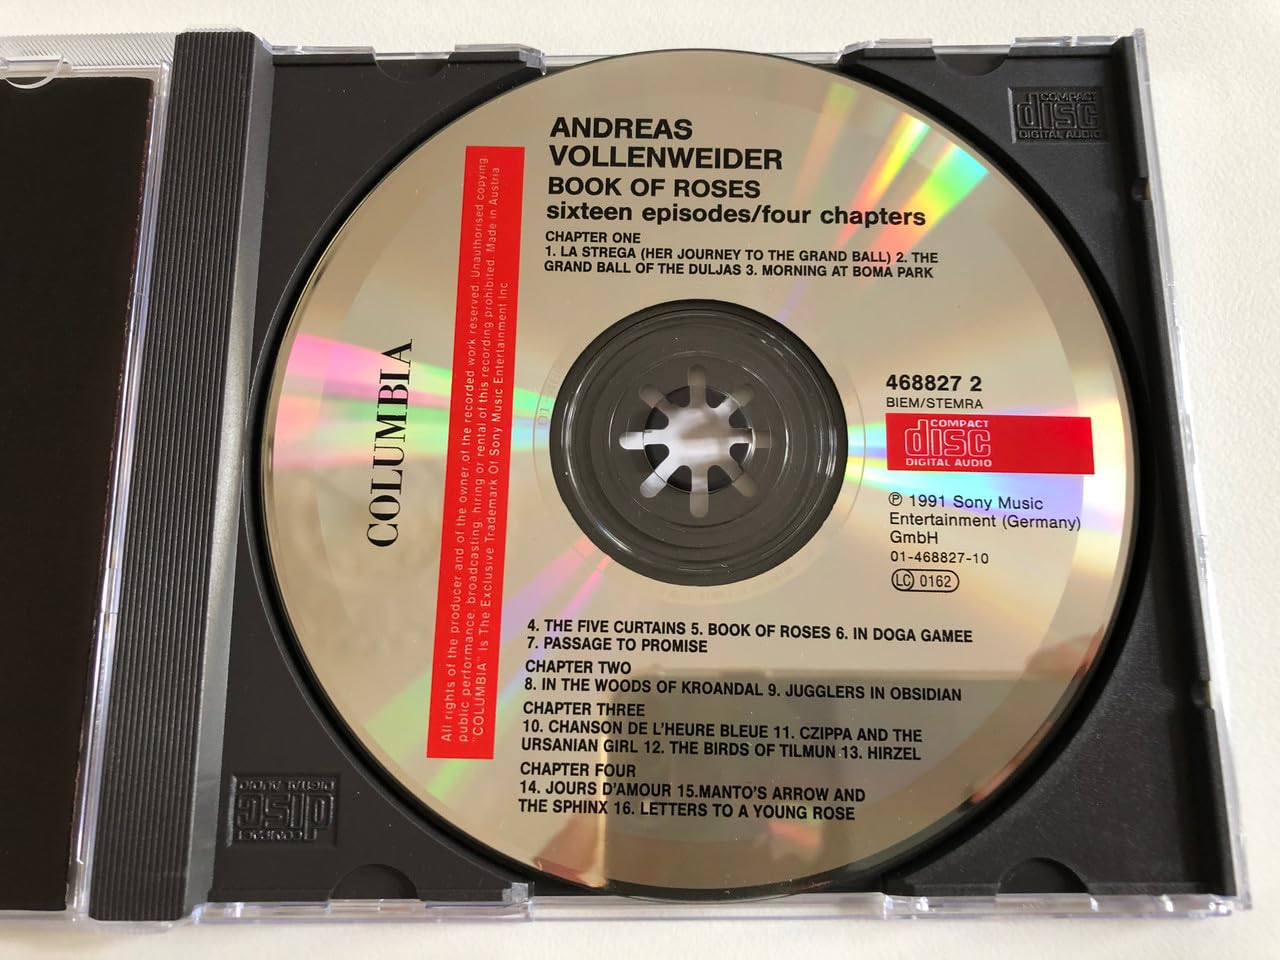 ANDREAS
VOLLENWEIDER
BOOK OF ROSES
sixteen episodes/four chapters
CHAPTER ONE
1. LA STREGA (HER JOURNEY TO THE GRAND BALL) 2. THE
GRAND BALL OF THE DULJAS 3. MORNING AT BOMA PARK
COMPACT
disc
DIGITAL AUDIO
All rights of the producer and of the owner of the recorded work reserved. Unauthorised copying,
public performance, broadcasting, hiring or rental of this recording prohibited. Made in Austria
"COLUMBIA" Is The Exclusive Trademark Of Sony Music Entertainment Inc
COLUMBIA
468827 2
BIEM/STEMRA
COMPACT
disc
DIGITAL AUDIO
℗ 1991 Sony Music
Entertainment (Germany)
GmbH
01-468827-10
LC 0162
4. THE FIVE CURTAINS 5. BOOK OF ROSES 6. IN DOGA GAMEE
7. PASSAGE TO PROMISE
CHAPTER TWO
8. IN THE WOODS OF KROANDAL 9. JUGGLERS IN OBSIDIAN
CHAPTER THREE
10. CHANSON DE L'HEURE BLEUE 11. CZIPPA AND THE
URSANIAN GIRL 12. THE BIRDS OF TILMUN 13. HIRZEL
CHAPTER FOUR
14. JOURS D'AMOUR 15.MANTO'S ARROW AND
THE SPHINX 16. LETTERS TO A YOUNG ROSE
COMPACT
disc
DIGITAL AUDIO